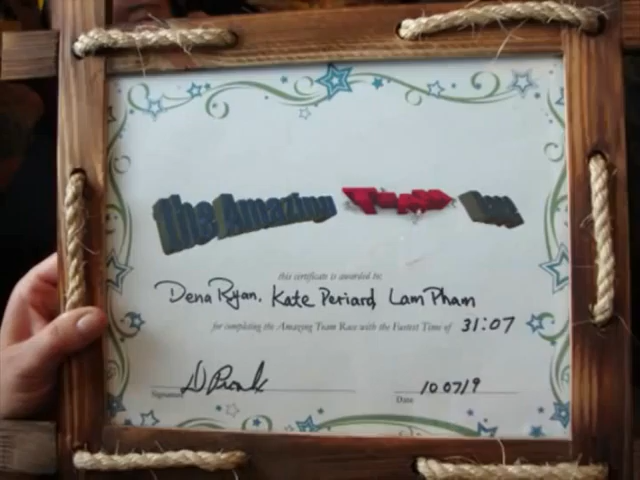 the Amazing Team Race
this certificate is awarded to:
Dena Ryan, Kate Periard, Lam Pham
for completing the Amazing Team Race with the Fastest Time of 31:07
Signature
Date 10 07/9